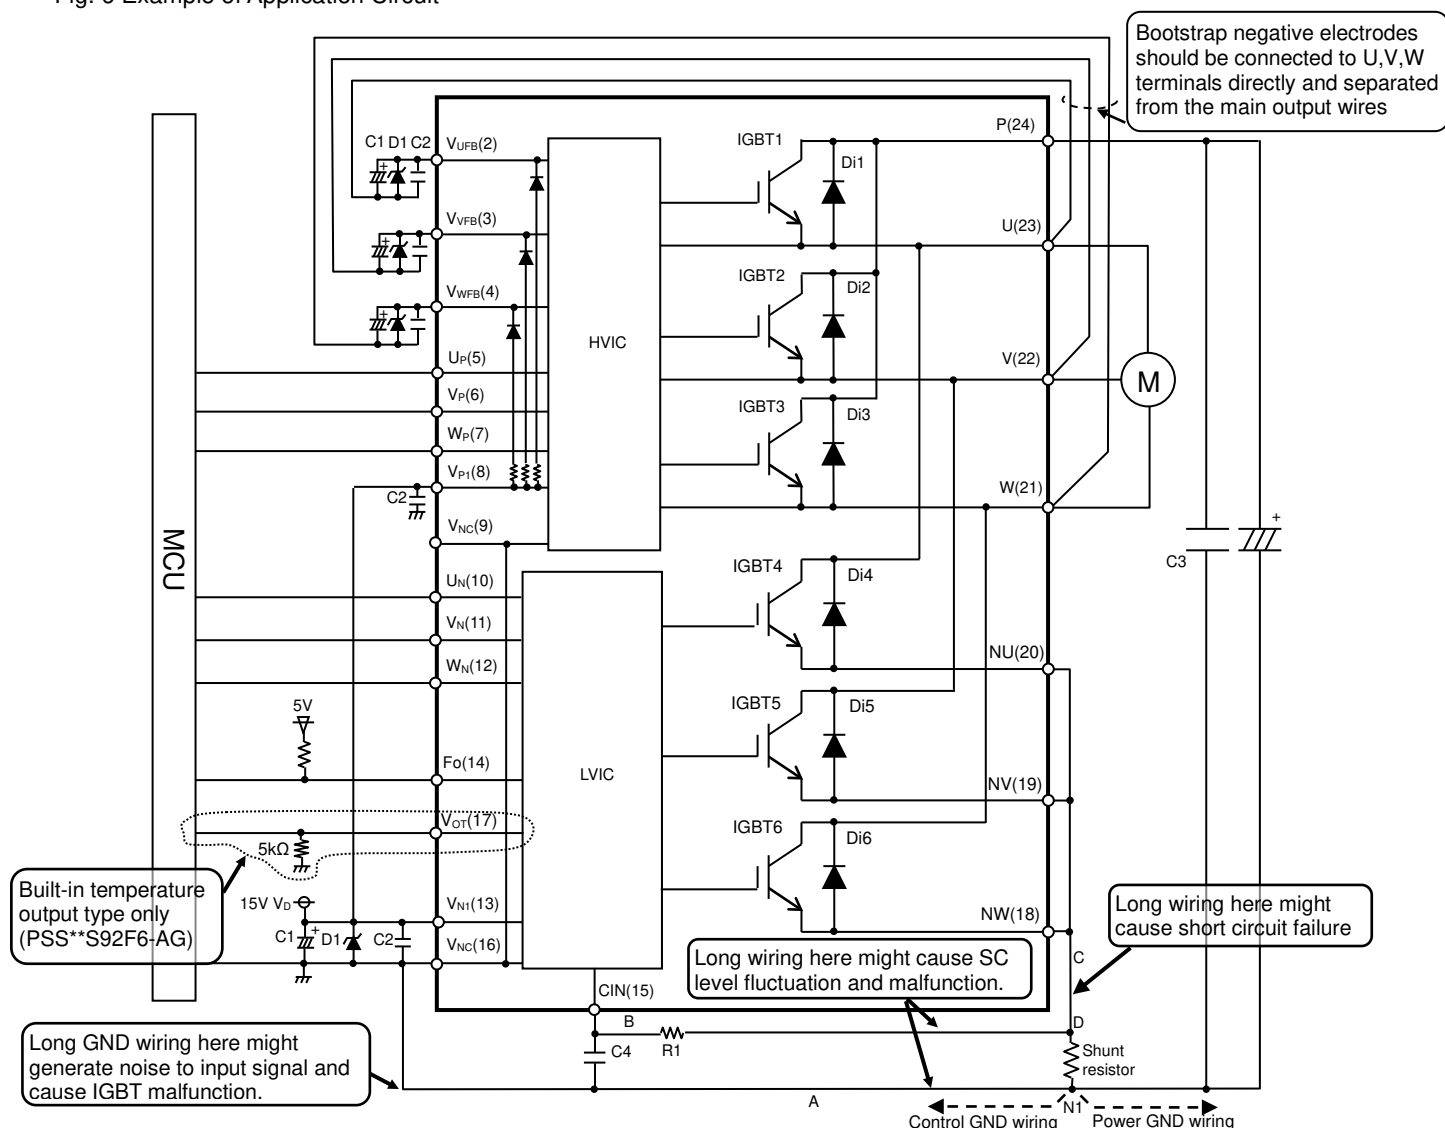 Fig. 6 Example of Application Circuit
Bootstrap negative electrodes
should be connected to U,V,W
terminals directly and separated
from the main output wires
P(24)
IGBT1
C1 D1 C2
+
VUFB(2)
Di1
VVFB(3)
+
U(23)
IGBT2
Di2
VWFB(4)
+
HVIC
UP(5)
V(22)
M
VP(6)
IGBT3
Di3
WP(7)
VP1(8)
C2
W(21)
VNC(9)
+
MCU
C3
IGBT4
Di4
UN(10)
VN(11)
WN(12)
NU(20)
5V
IGBT5
Di5
Fo(14)
LVIC
NV(19)
VOT(17)
IGBT6
Di6
5kΩ
Built-in temperature
output type only
(PSS**S92F6-AG)
15V VD
VN1(13)
NW(18)
Long wiring here might
cause short circuit failure
C1
+
D1
C2
VNC(16)
Long wiring here might cause SC
level fluctuation and malfunction.
C
CIN(15)
B
D
Long GND wiring here might
generate noise to input signal and
cause IGBT malfunction.
C4
R1
Shunt
resistor
A
N1
Control GND wiring
Power GND wiring